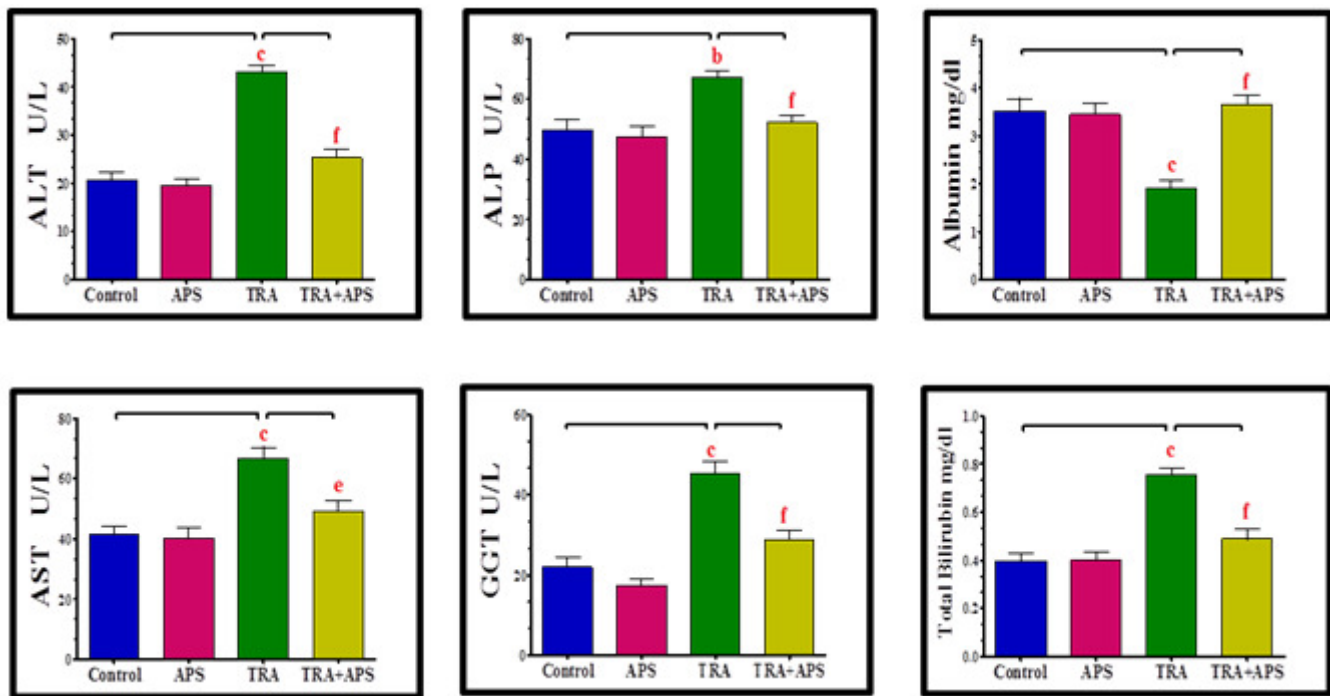 ALT U/L
50
40
30
20
10
0
c
f
Control APS TRA TRA+APS
ALP U/L
80
60
40
20
0
b
f
Control APS TRA TRA+APS
Albumin mg/dl
5
4
3
2
1
0
c
f
Control APS TRA TRA+APS
AST U/L
80
60
40
20
0
c
e
Control APS TRA TRA+APS
GGT U/L
60
40
20
0
c
f
Control APS TRA TRA+APS
Total Bilirubin mg/dl
1.0
0.8
0.6
0.4
0.2
0.0
c
f
Control APS TRA TRA+APS